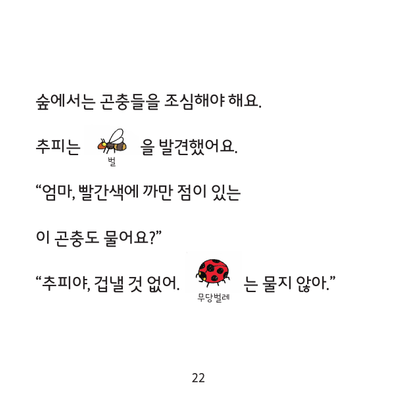 숲에서는 곤충들을 조심해야 해요.
추피는 벌 을 발견했어요.
“엄마, 빨간색에 까만 점이 있는
이 곤충도 물어요?”
“추피야, 겁낼 것 없어. 무당벌레 는 물지 않아.”
22